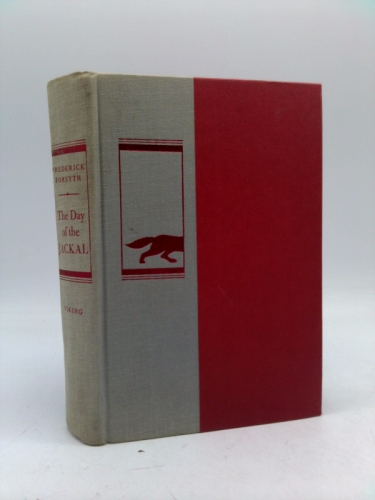 FREDERICK
FORSYTH
The Day
of the
JACKAL
VIKING